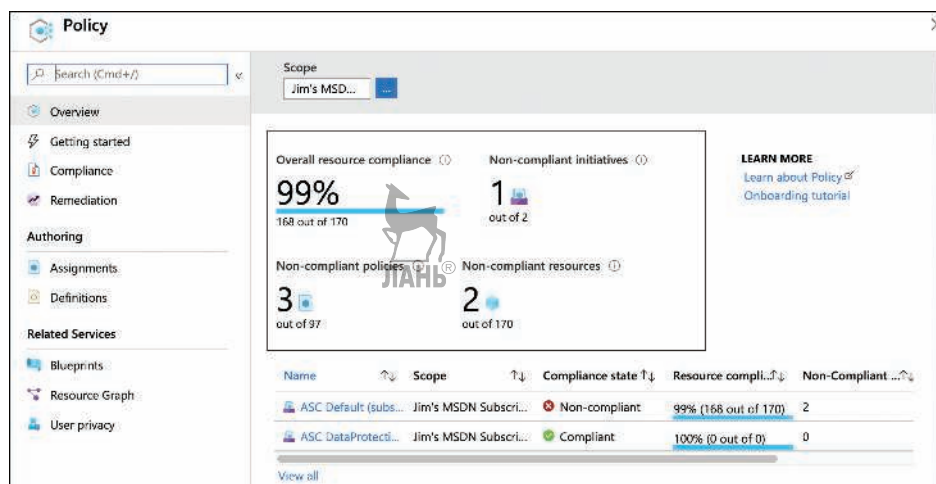 Policy
Search (Cmd+/)
Overview
Getting started
Compliance
Remediation
Authoring
Assignments
Definitions
Related Services
Blueprints
Resource Graph
User privacy
Scope
Jim's MSD...
...
Overall resource compliance
99%
168 out of 170
Non-compliant initiatives
1
out of 2
Non-compliant policies
3
out of 97
Non-compliant resources
2
out of 170
ЛАНЬ®
LEARN MORE
Learn about Policy
Onboarding tutorial
Name Scope Compliance state Resource compli... Non-Compliant ...
ASC Default (subs... Jim's MSDN Subscri... Non-compliant 99% (168 out of 170) 2
ASC DataProtecti... Jim's MSDN Subscri... Compliant 100% (0 out of 0) 0
View all